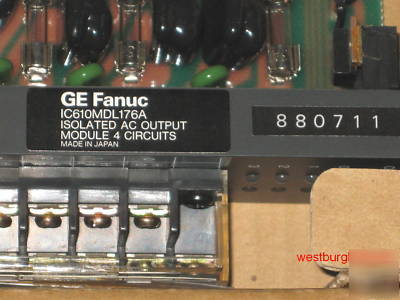 GE Fanuc
IC610MDL176A
ISOLATED AC OUTPUT
MODULE 4 CIRCUITS
MADE IN JAPAN
880711
westburg